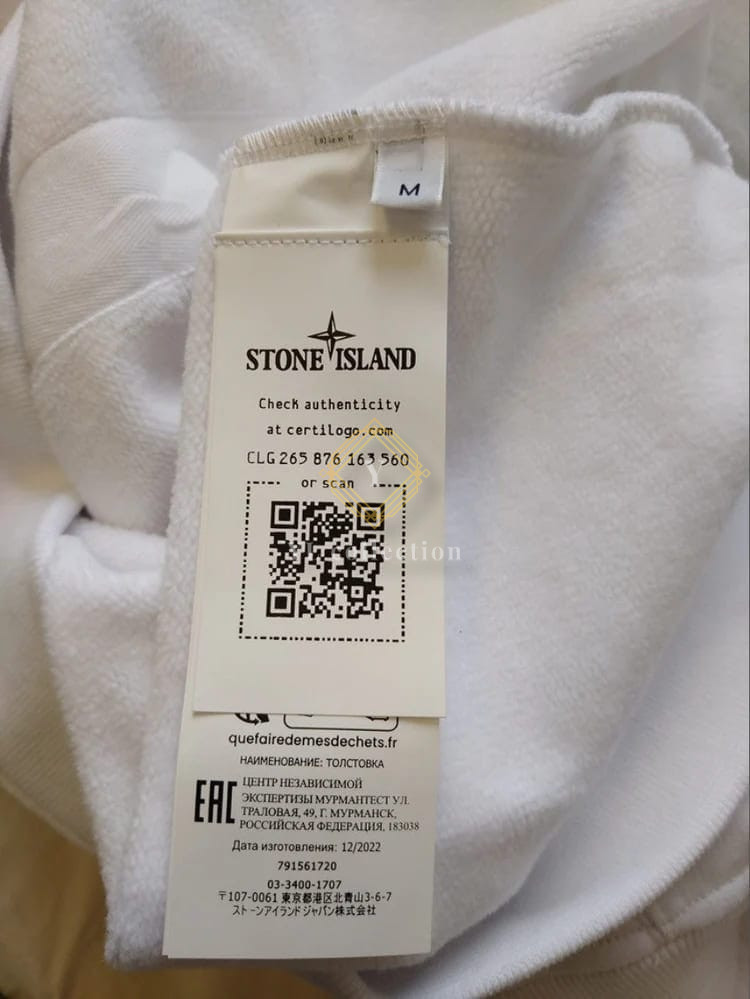 M
STONE ISLAND
Check authenticity
at certilogo.com
CLG 265 876 163 560
or scan
quefairedemesdechets.fr
НАИМЕНОВАНИЕ: ТОЛСТОВКА
EAC
ЦЕНТР НЕЗАВИСИМОЙ
ЭКСПЕРТИЗЫ МУРМАНТЕСТ УЛ.
ТРАЛОВАЯ, 49, Г. МУРМАНСК,
РОССИЙСКАЯ ФЕДЕРАЦИЯ, 183038
Дата изготовления: 12/2022
791561720
03-3400-1707
〒107-0061 東京都港区北青山3-6-7
ストーンアイランドジャパン株式会社